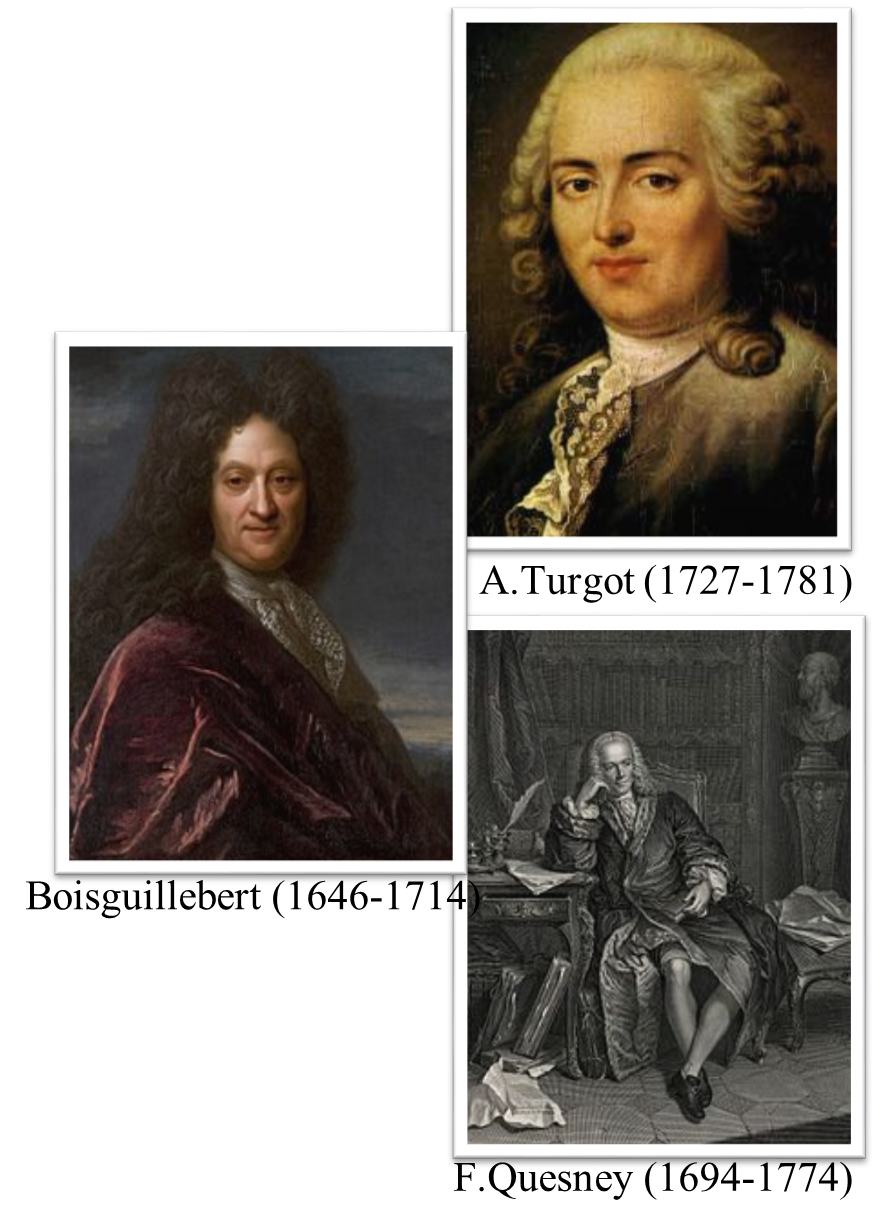 A.Turgot (1727-1781)
Boisguillebert (1646-1714)
F.Quesney (1694-1774)